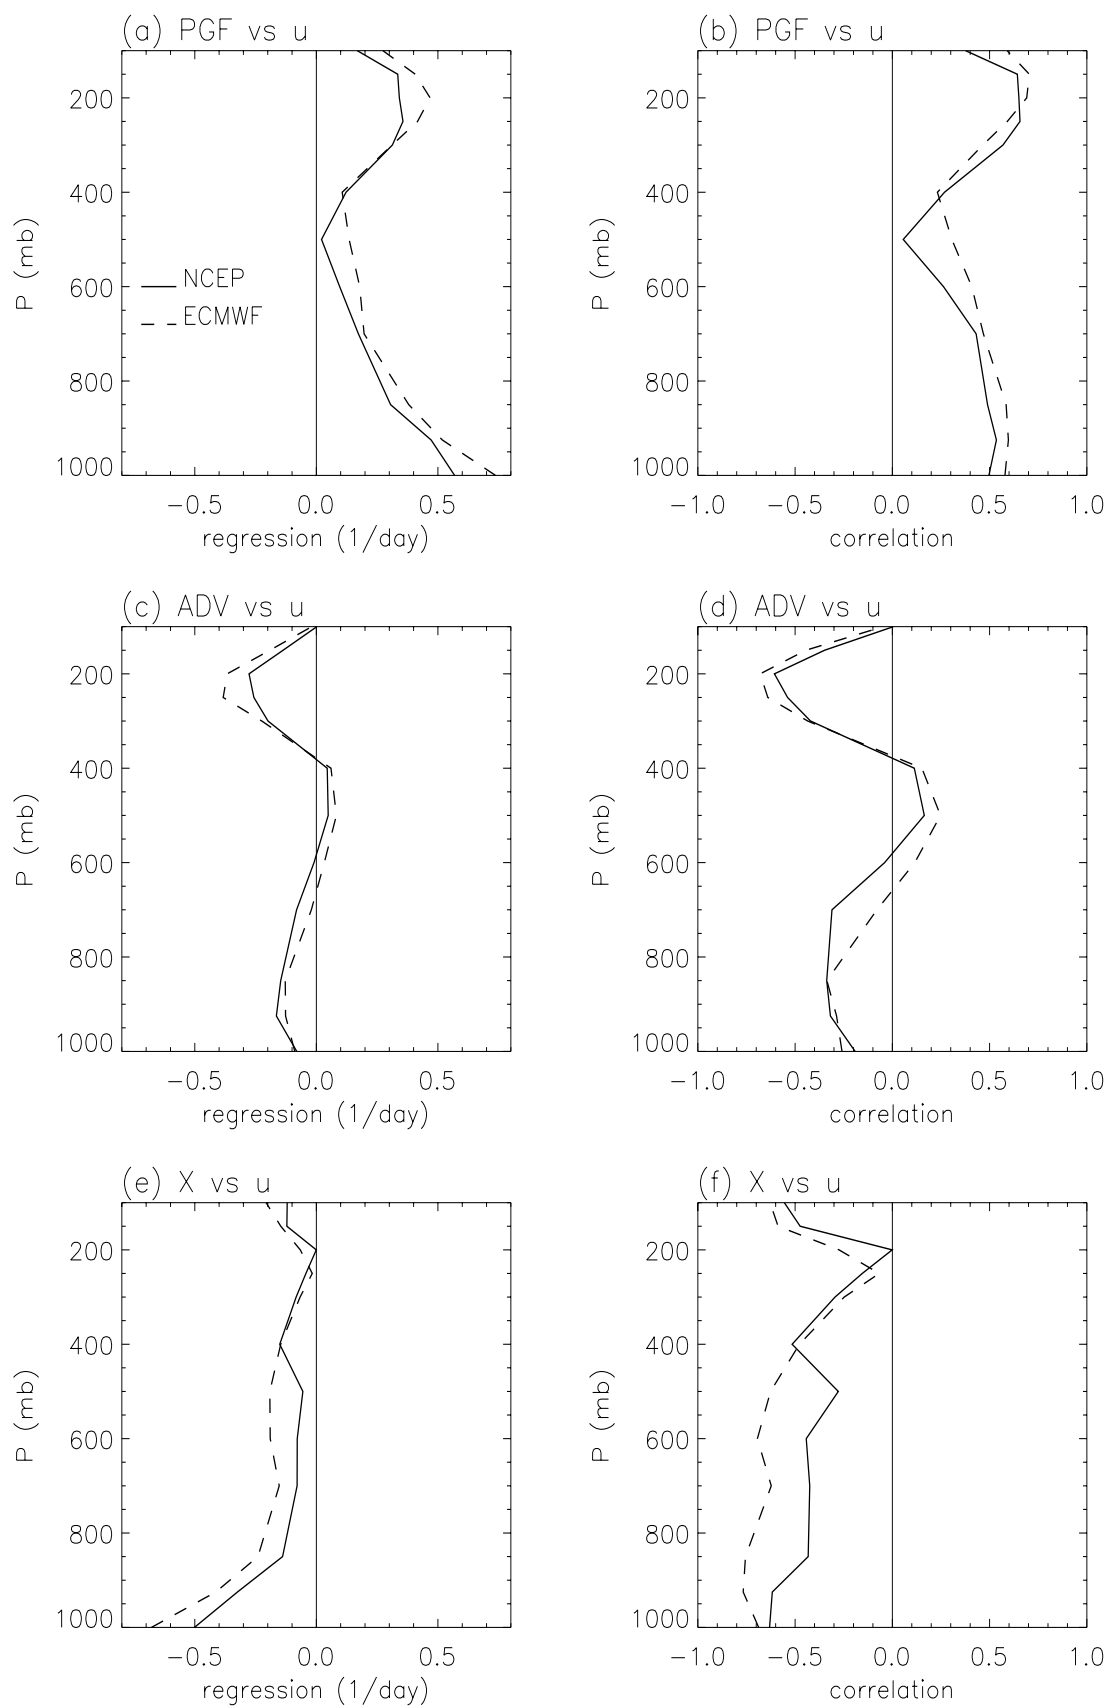 (a) PGF vs u
(b) PGF vs u
200
400
600
800
1000
P (mb)
NCEP
ECMWF
−0.5 0.0 0.5
regression (1/day)
200
400
600
800
1000
P (mb)
−1.0 −0.5 0.0 0.5 1.0
correlation
(c) ADV vs u
(d) ADV vs u
200
400
600
800
1000
P (mb)
−0.5 0.0 0.5
regression (1/day)
200
400
600
800
1000
P (mb)
−1.0 −0.5 0.0 0.5 1.0
correlation
(e) X vs u
(f) X vs u
200
400
600
800
1000
P (mb)
−0.5 0.0 0.5
regression (1/day)
200
400
600
800
1000
P (mb)
−1.0 −0.5 0.0 0.5 1.0
correlation